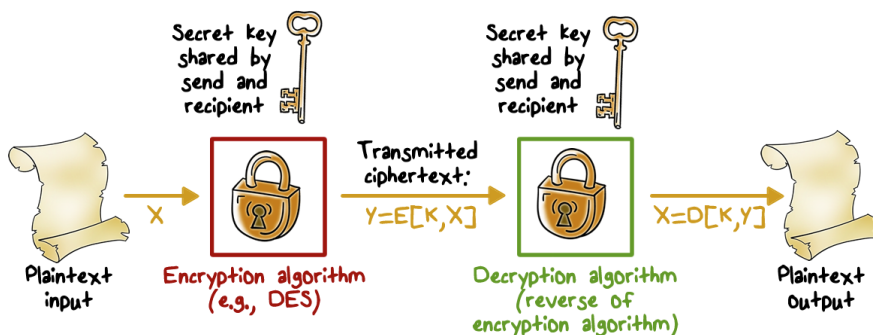 Secret key
shared by
send and
recipient
Secret key
shared by
send and
recipient
Transmitted
ciphertext:
X
Y=E[K,X]
X=D[K,Y]
Plaintext
input
Encryption algorithm
(e.g., DES)
Decryption algorithm
(reverse of
encryption algorithm)
Plaintext
output